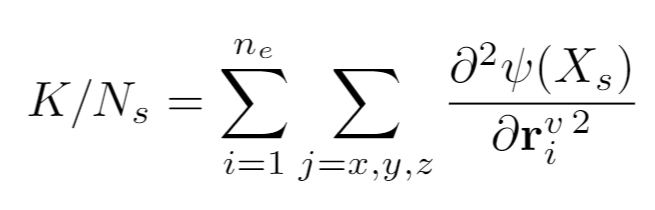 K/N_s = \sum_{i=1}^{n_e} \sum_{j=x,y,z} \frac{\partial^2 \psi(X_s)}{\partial \mathbf{r}_i^{v\,2}}